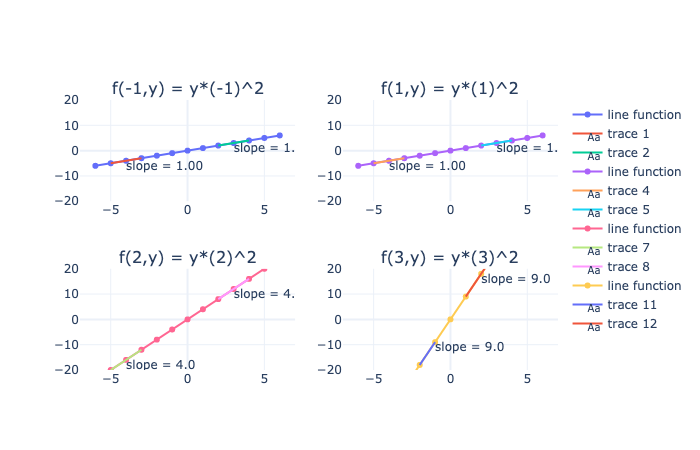 f(-1,y) = y*(-1)^2
f(1,y) = y*(1)^2
20
10
0
−10
−20
−5
0
5
slope = 1.00
slope = 1.
20
10
0
−10
−20
−5
0
5
slope = 1.00
slope = 1.
f(2,y) = y*(2)^2
f(3,y) = y*(3)^2
20
10
0
−10
−20
−5
0
5
slope = 4.0
slope = 4.
20
10
0
−10
−20
−5
0
5
slope = 9.0
slope = 9.0
line function
Aa trace 1
Aa trace 2
line function
Aa trace 4
Aa trace 5
line function
Aa trace 7
Aa trace 8
line function
Aa trace 11
Aa trace 12